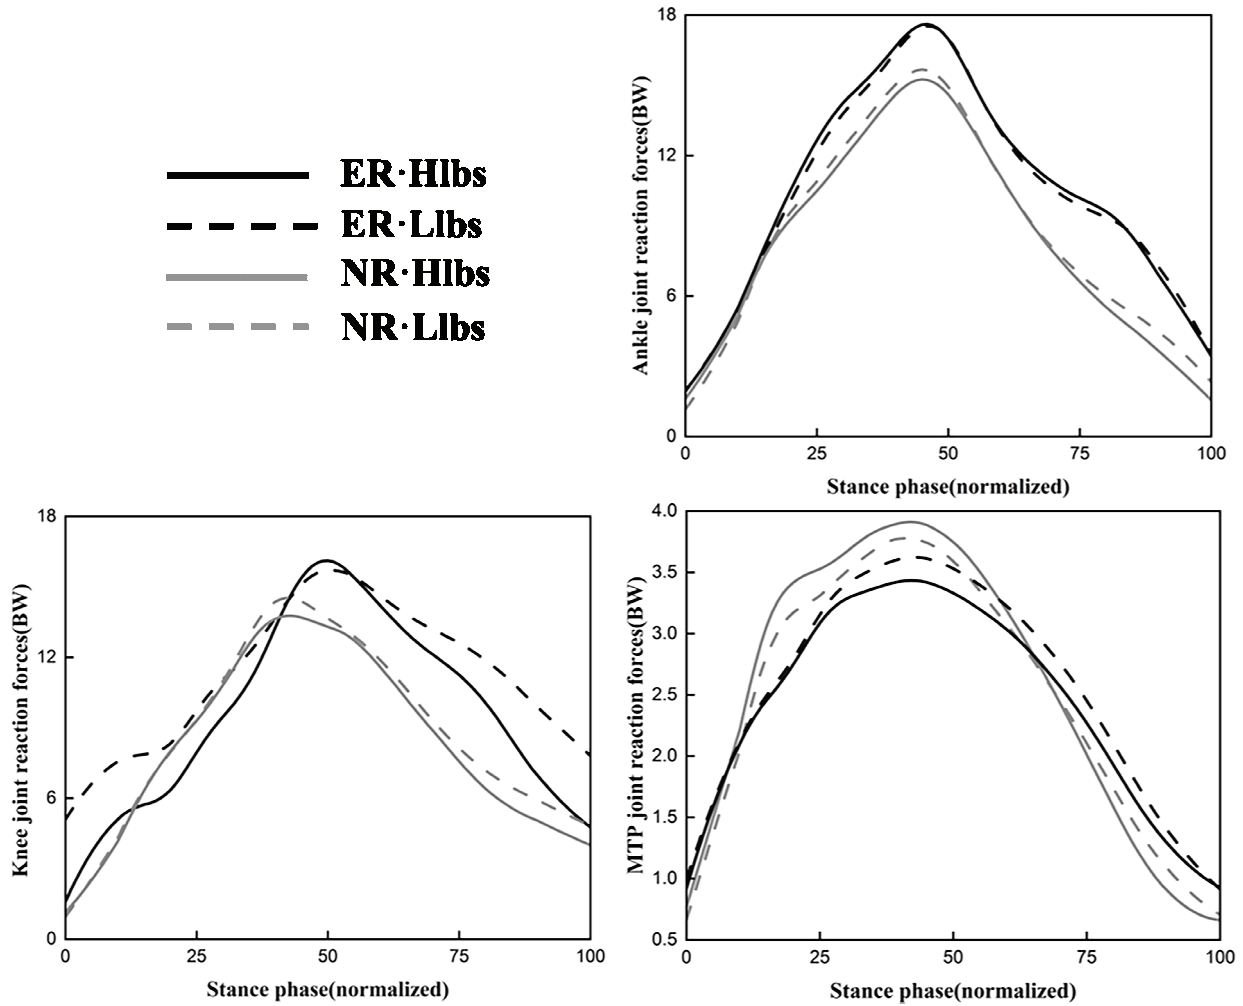 ER·Hlbs
ER·Llbs
NR·Hlbs
NR·Llbs
Ankle joint reaction forces(BW)
18
12
6
0
0 25 50 75 100
Stance phase(normalized)
Knee joint reaction forces(BW)
18
12
6
0
0 25 50 75 100
Stance phase(normalized)
MTP joint reaction forces(BW)
4.0
3.5
3.0
2.5
2.0
1.5
1.0
0.5
0 25 50 75 100
Stance phase(normalized)